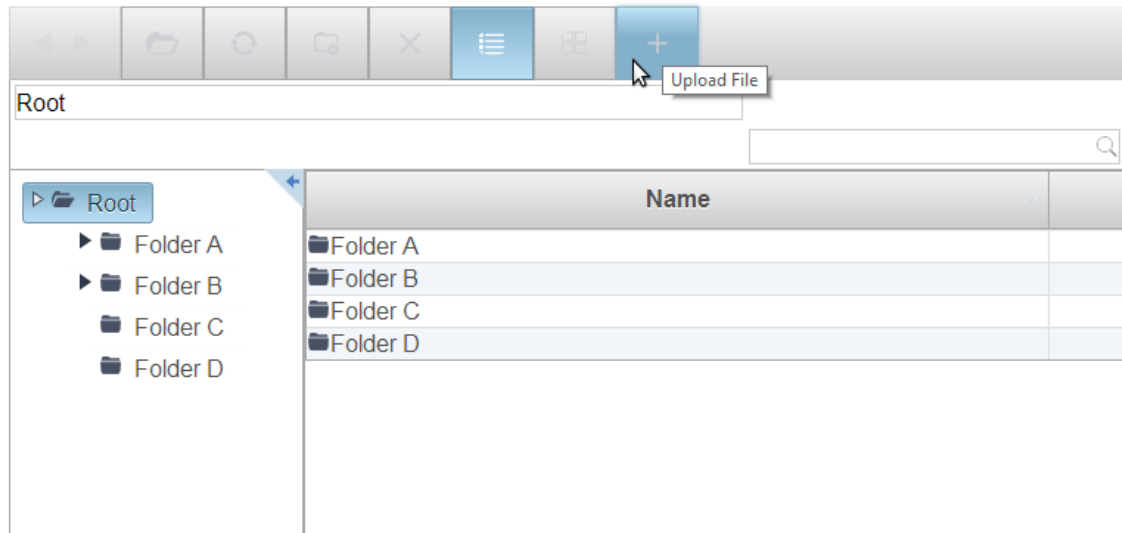 Upload File
Root
Name
Root
Folder A
Folder B
Folder C
Folder D
Folder A
Folder B
Folder C
Folder D